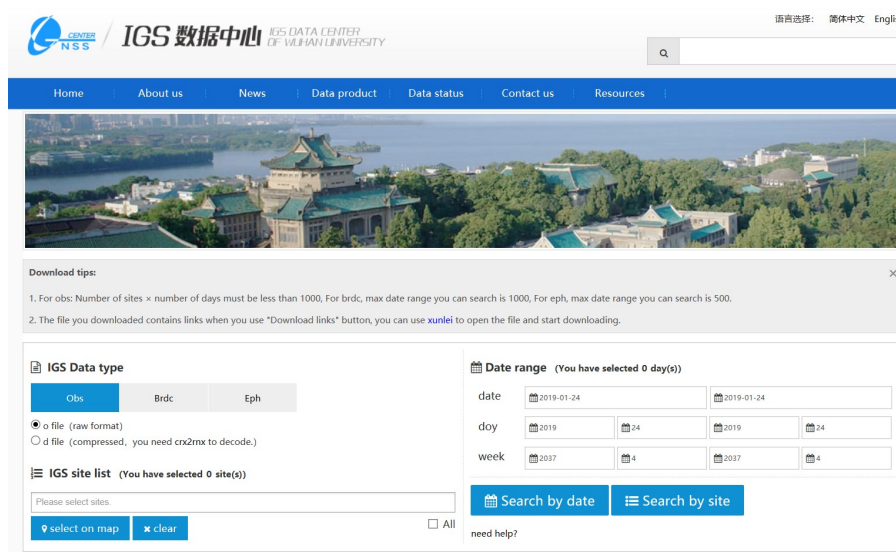 语言选择: 简体中文 Englis
CENTER
NSS
IGS 数据中心 IGS DATA CENTER
OF WUHAN UNIVERSITY
Home About us News Data product Data status Contact us Resources
Download tips:
1. For obs: Number of sites × number of days must be less than 1000, For brdc, max date range you can search is 1000, For eph, max date range you can search is 500.
2. The file you downloaded contains links when you use "Download links" button, you can use xunlei to open the file and start downloading.
IGS Data type
Obs Brdc Eph
o file (raw format)
d file (compressed, you need crx2rnx to decode.)
IGS site list (You have selected 0 site(s))
Please select sites.
select on map clear All
Date range (You have selected 0 day(s))
date 2019-01-24 2019-01-24
doy 2019 24 2019 24
week 2037 4 2037 4
Search by date Search by site
need help?